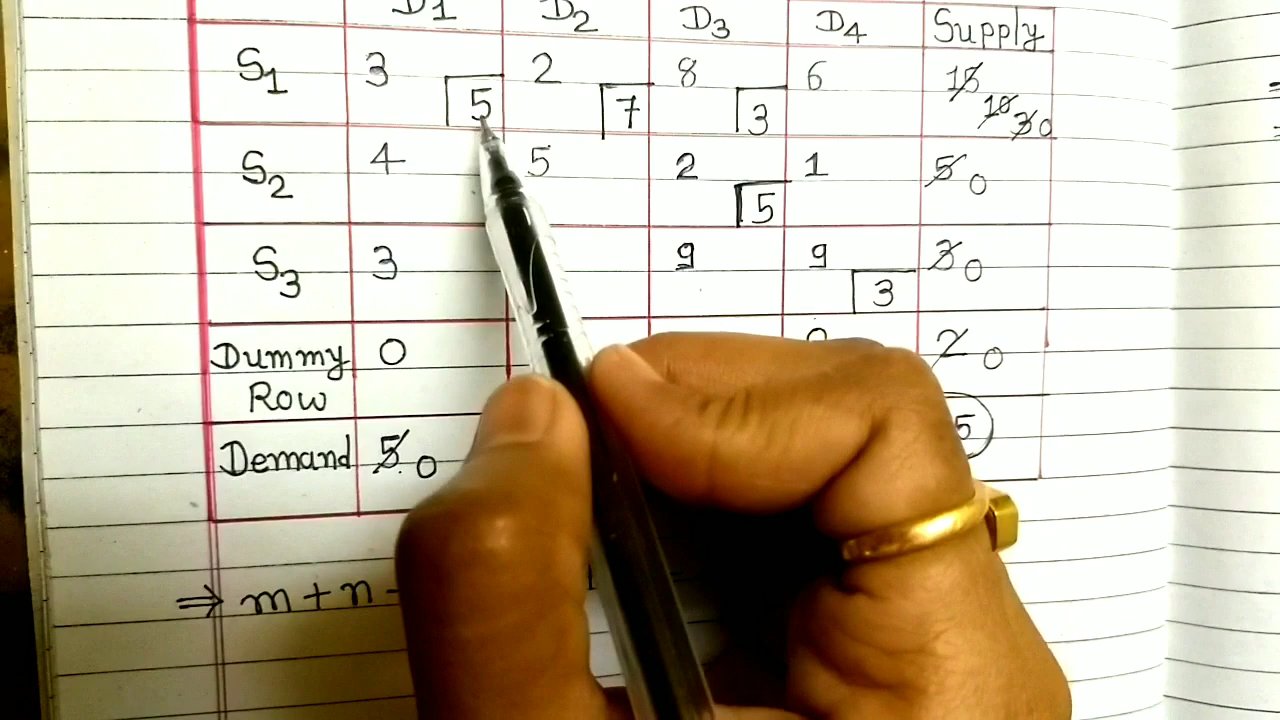 D1 D2 D3 D4 Supply
S1 3 5 2 7 8 3 6 15 10 3 0
S2 4 5 2 5 1 5 0
S3 3 9 9 3 3 0
Dummy Row 0 0 2 0
Demand 5 0 5
⇒ m+n-